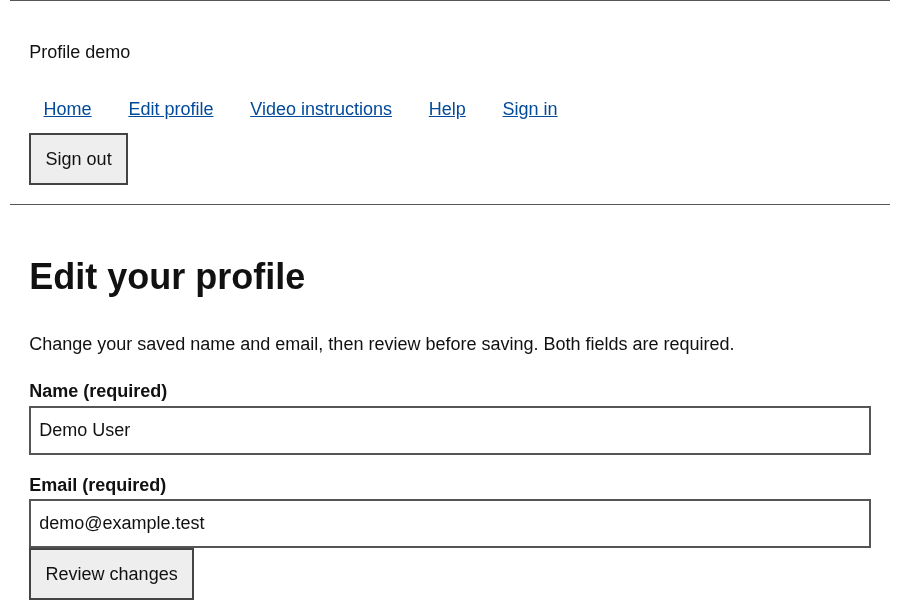 Profile demo
Home Edit profile Video instructions Help Sign in
Sign out
Edit your profile
Change your saved name and email, then review before saving. Both fields are required.
Name (required)
Demo User
Email (required)
demo@example.test
Review changes